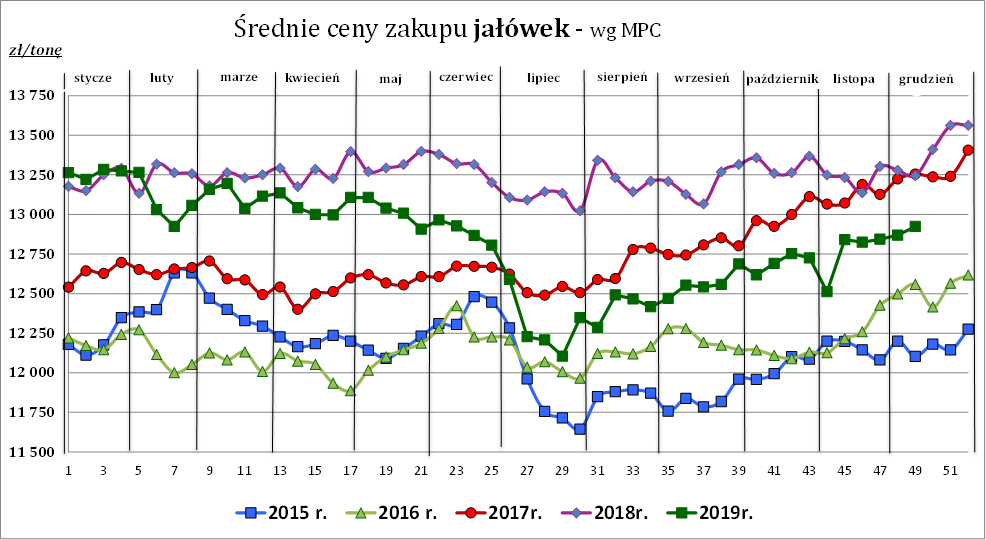 Średnie ceny zakupu jałówek - wg MPC
zł/tonę
stycze luty marze kwiecień maj czerwiec lipiec sierpień wrzesień październik listopa grudzień
13 750
13 500
13 250
13 000
12 750
12 500
12 250
12 000
11 750
11 500
1 3 5 7 9 11 13 15 17 19 21 23 25 27 29 31 33 35 37 39 41 43 45 47 49 51
2015 r. 2016 r. 2017r. 2018r. 2019r.